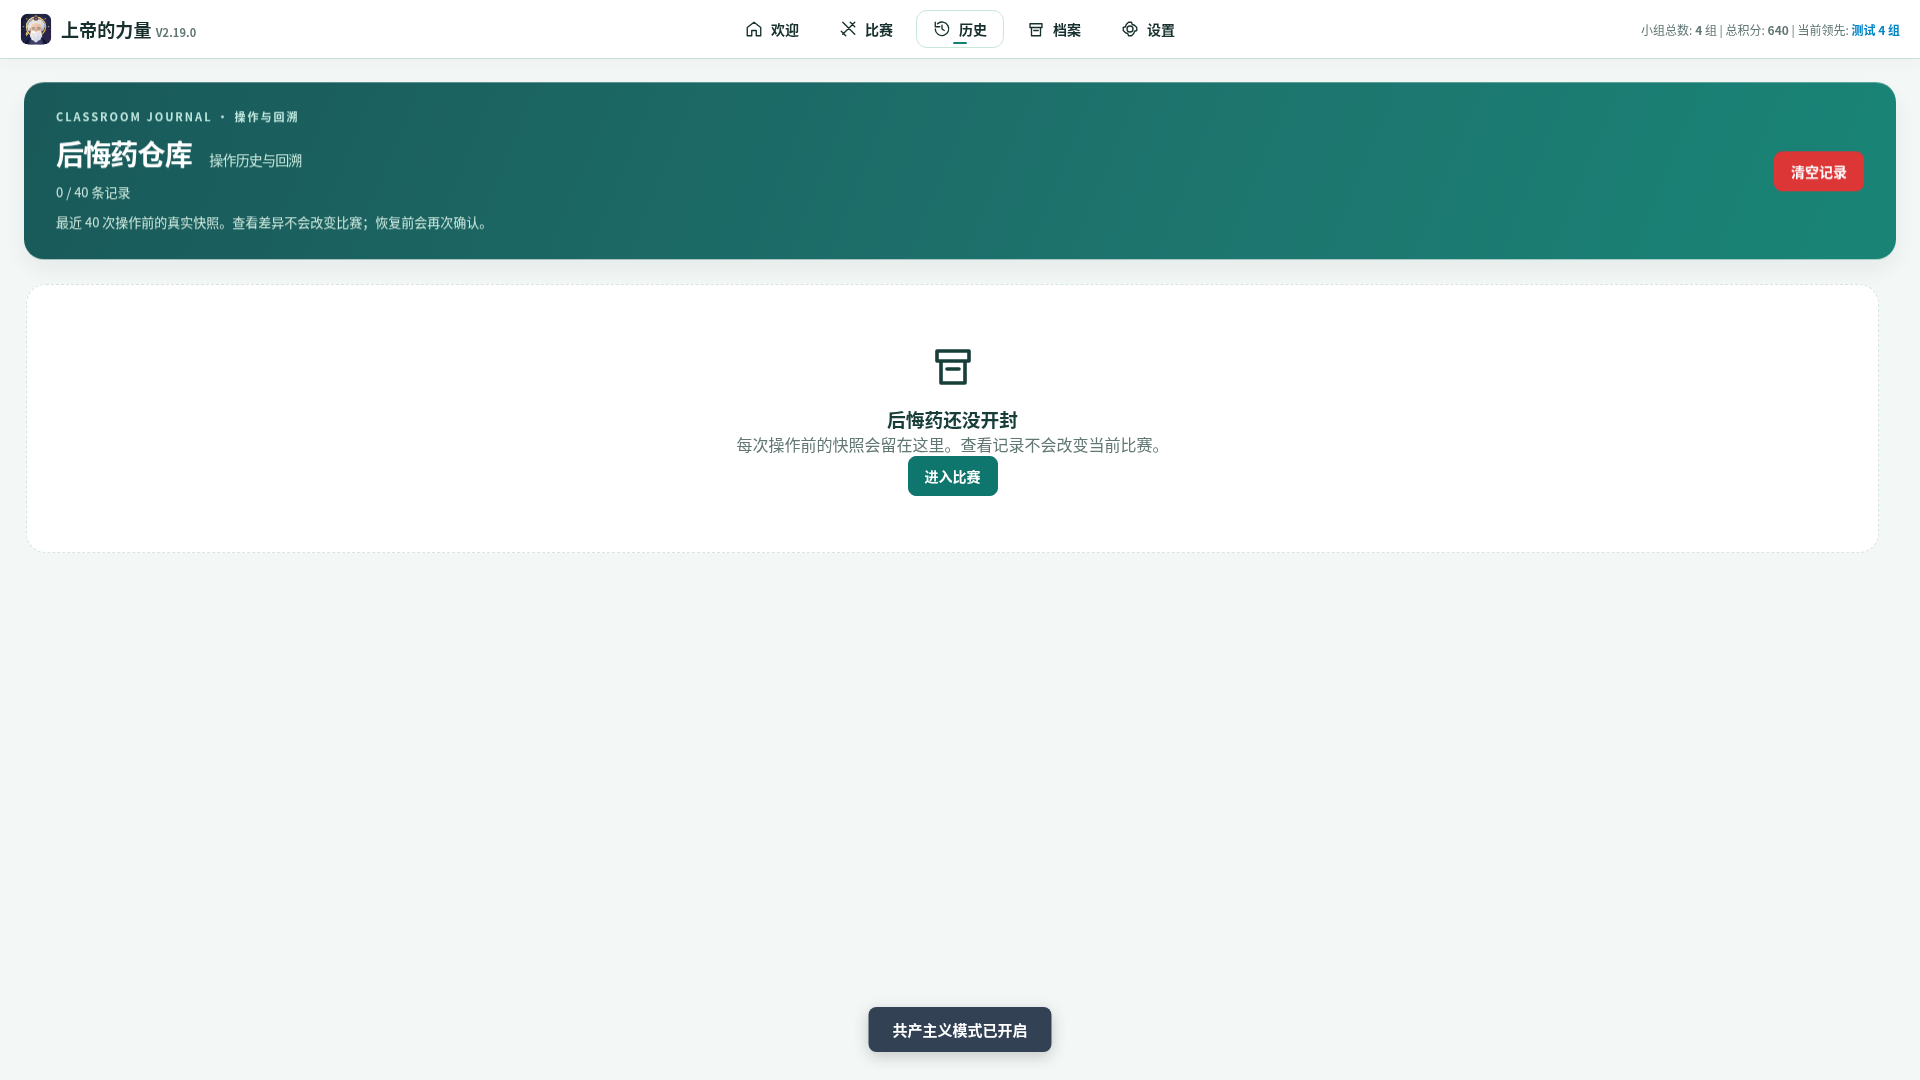 上帝的力量 V2.19.0
欢迎
比赛
历史
档案
设置
小组总数: 4 组 | 总积分: 640 | 当前领先: 测试 4 组
CLASSROOM JOURNAL · 操作与回溯
后悔药仓库 操作历史与回溯
0 / 40 条记录
最近 40 次操作前的真实快照。查看差异不会改变比赛；恢复前会再次确认。
清空记录
后悔药还没开封
每次操作前的快照会留在这里。查看记录不会改变当前比赛。
进入比赛
共产主义模式已开启